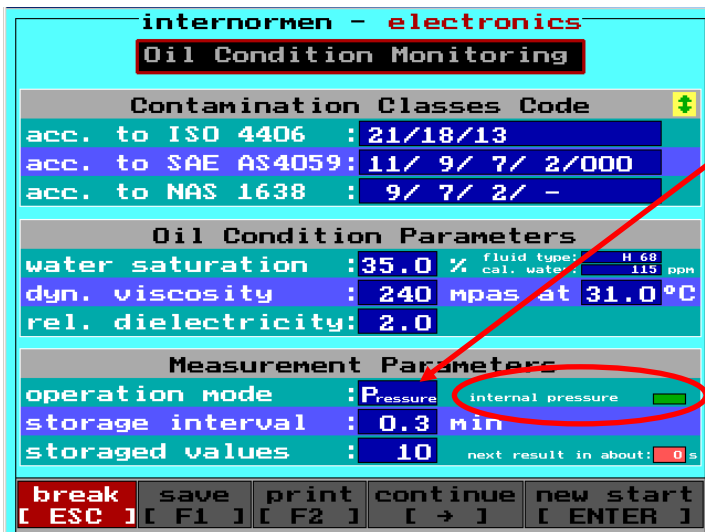 internormen - electronics
Oil Condition Monitoring
Contamination Classes Code
acc. to ISO 4406 : 21/18/13
acc. to SAE AS4059: 11/ 9/ 7/ 2/000
acc. to NAS 1638 : 9/ 7/ 2/ -
Oil Condition Parameters
water saturation : 35.0 % fluid type: H 68
cal. water: 115 ppm
dyn. viscosity : 240 mpas at 31.0 °C
rel. dielectricity: 2.0
Measurement Parameters
operation mode : Pressure internal pressure
storage interval : 0.3 min
storaged values : 10 next result in about: 0 s
break save print continue new start
[ ESC ] [ F1 ] [ F2 ] [ → ] [ ENTER ]